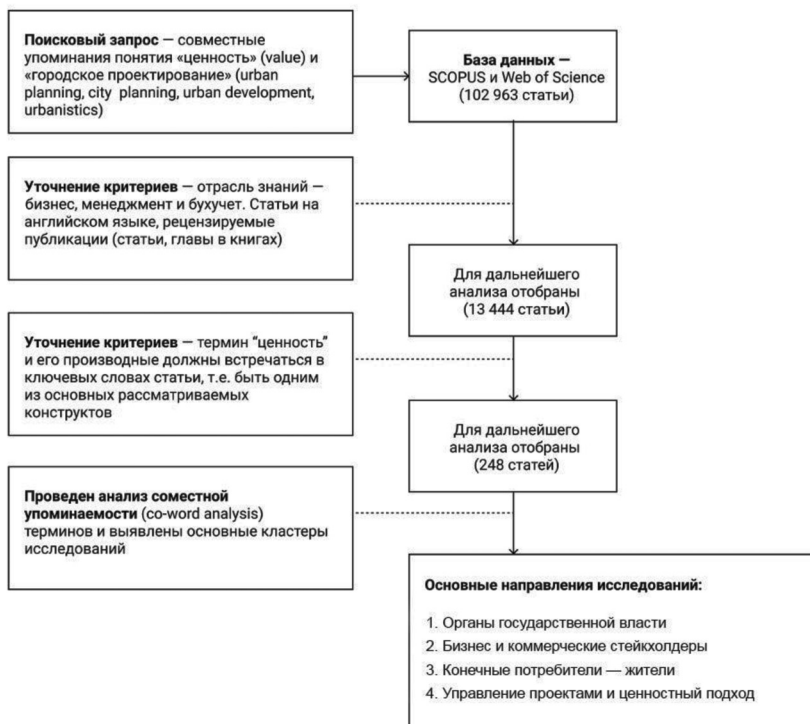 Поисковый запрос — совместные
упоминания понятия «ценность» (value) и
«городское проектирование» (urban
planning, city planning, urban development,
urbanistics)
База данных —
SCOPUS и Web of Science
(102 963 статьи)
Уточнение критериев — отрасль знаний —
бизнес, менеджмент и бухучет. Статьи на
английском языке, рецензируемые
публикации (статьи, главы в книгах)
Для дальнейшего
анализа отобраны
(13 444 статьи)
Уточнение критериев — термин “ценность”
и его производные должны встречаться в
ключевых словах статьи, т.е. быть одним
из основных рассматриваемых
конструктов
Для дальнейшего
анализа отобраны
(248 статей)
Проведен анализ соместной
упоминаемости (co-word analysis)
терминов и выявлены основные кластеры
исследований
Основные направления исследований:
1. Органы государственной власти
2. Бизнес и коммерческие стейкхолдеры
3. Конечные потребители — жители
4. Управление проектами и ценностный подход